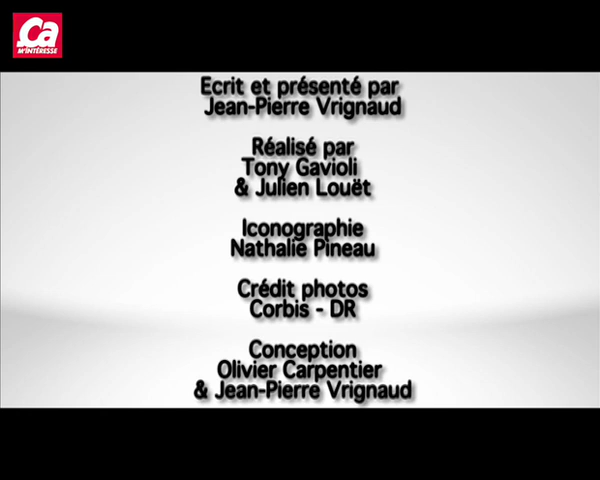 Ça
M'INTÉRESSE
Ecrit et présenté par
Jean-Pierre Vrignaud
Réalisé par
Tony Gavioli
& Julien Louët
Iconographie
Nathalie Pineau
Crédit photos
Corbis - DR
Conception
Olivier Carpentier
& Jean-Pierre Vrignaud